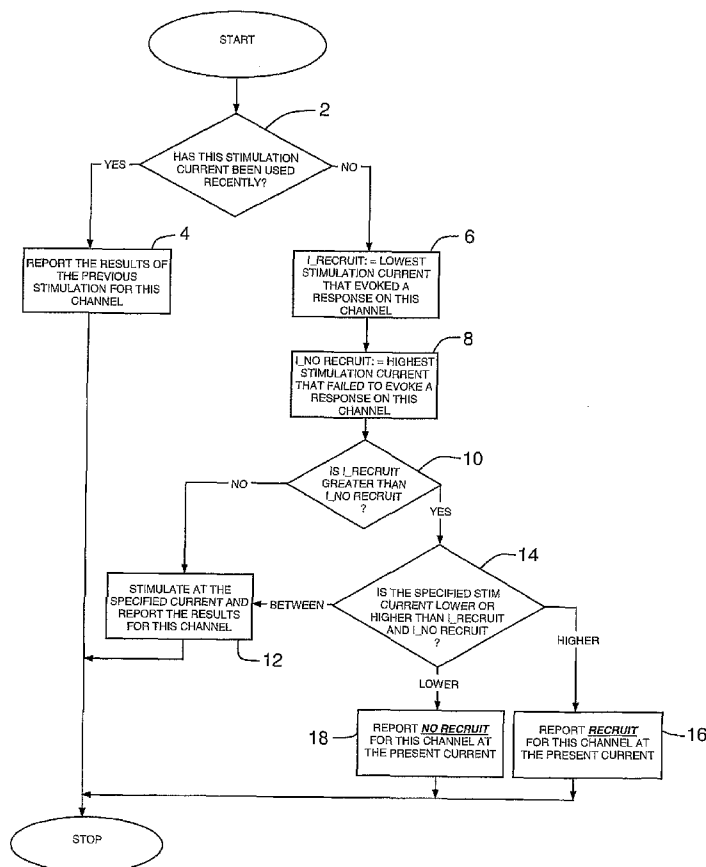 START
2
HAS THIS STIMULATION
CURRENT BEEN USED
RECENTLY?
YES
NO
4
REPORT THE RESULTS OF
THE PREVIOUS
STIMULATION FOR THIS
CHANNEL
6
I_RECRUIT: = LOWEST
STIMULATION CURRENT
THAT EVOKED A
RESPONSE ON THIS
CHANNEL
8
I_NO RECRUIT: = HIGHEST
STIMULATION CURRENT
THAT FAILED TO EVOKE A
RESPONSE ON THIS
CHANNEL
10
IS I_RECRUIT
GREATER THAN
I_NO RECRUIT
?
NO
YES
14
IS THE SPECIFIED STIM
CURRENT LOWER OR
HIGHER THAN I_RECRUIT
AND I_NO RECRUIT
?
BETWEEN
STIMULATE AT THE
SPECIFIED CURRENT AND
REPORT THE RESULTS
FOR THIS CHANNEL
12
HIGHER
LOWER
18
REPORT NO RECRUIT
FOR THIS CHANNEL AT
THE PRESENT CURRENT
REPORT RECRUIT
FOR THIS CHANNEL AT
THE PRESENT CURRENT
16
STOP